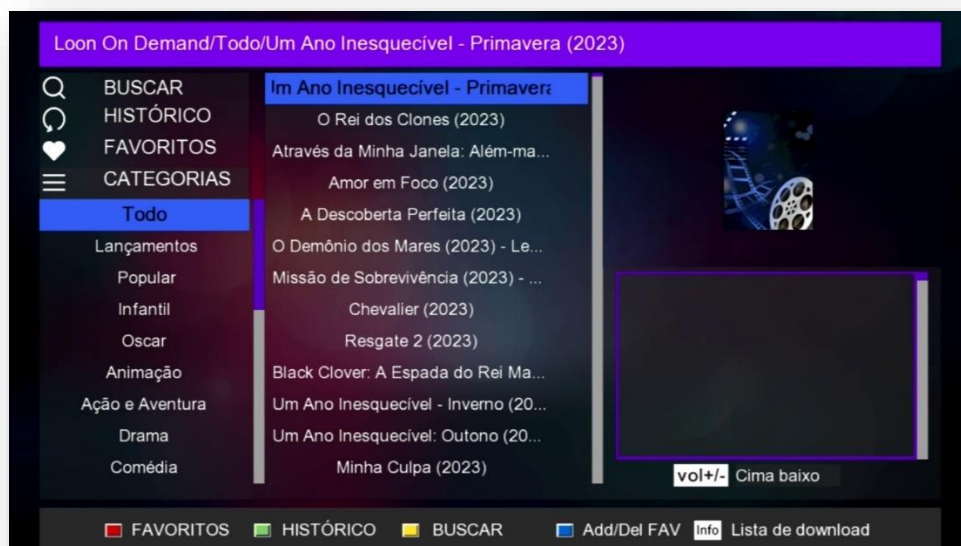 Loon On Demand/Todo/Um Ano Inesquecível - Primavera (2023)
BUSCAR
HISTÓRICO
FAVORITOS
CATEGORIAS
Todo
Lançamentos
Popular
Infantil
Oscar
Animação
Ação e Aventura
Drama
Comédia
Im Ano Inesquecível - Primavera
O Rei dos Clones (2023)
Através da Minha Janela: Além-ma...
Amor em Foco (2023)
A Descoberta Perfeita (2023)
O Demônio dos Mares (2023) - Le...
Missão de Sobrevivência (2023) - ...
Chevalier (2023)
Resgate 2 (2023)
Black Clover: A Espada do Rei Ma...
Um Ano Inesquecível - Inverno (20...
Um Ano Inesquecível: Outono (20...
Minha Culpa (2023)
vol+/- Cima baixo
FAVORITOS HISTÓRICO BUSCAR Add/Del FAV Info Lista de download